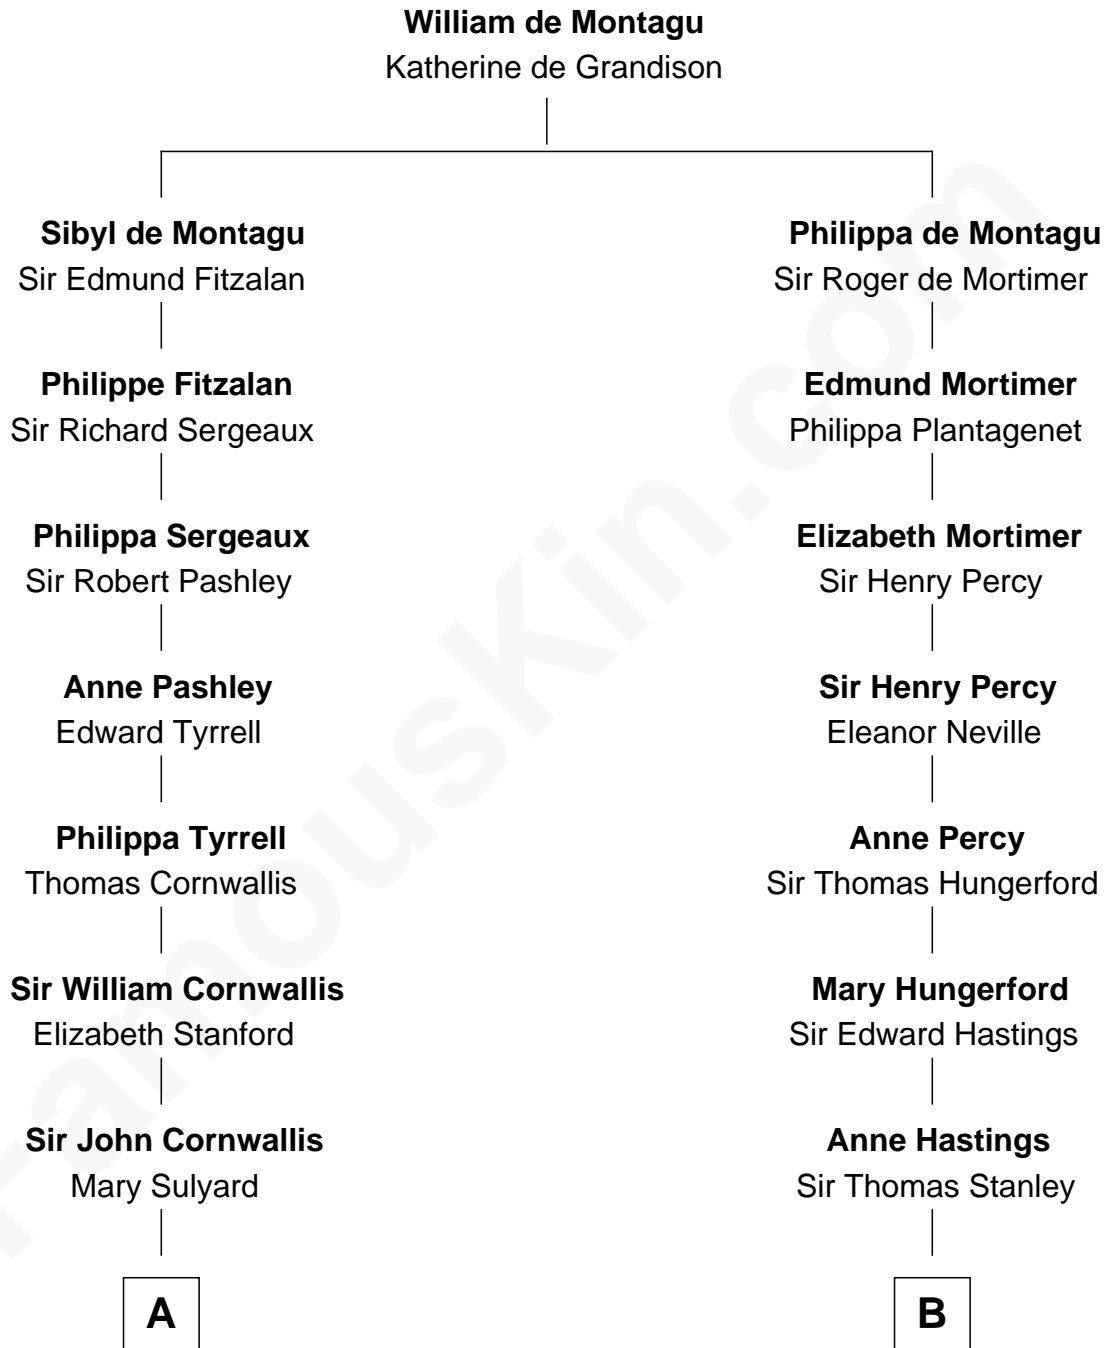 William de Montagu
Katherine de Grandison
Sibyl de Montagu
Sir Edmund Fitzalan
Philippa de Montagu
Sir Roger de Mortimer
Philippe Fitzalan
Sir Richard Sergeaux
Edmund Mortimer
Philippa Plantagenet
Philippa Sergeaux
Sir Robert Pashley
Elizabeth Mortimer
Sir Henry Percy
Anne Pashley
Edward Tyrrell
Sir Henry Percy
Eleanor Neville
Philippa Tyrrell
Thomas Cornwallis
Anne Percy
Sir Thomas Hungerford
Sir William Cornwallis
Elizabeth Stanford
Mary Hungerford
Sir Edward Hastings
Sir John Cornwallis
Mary Sulyard
Anne Hastings
Sir Thomas Stanley
A
B
FamousKin.com